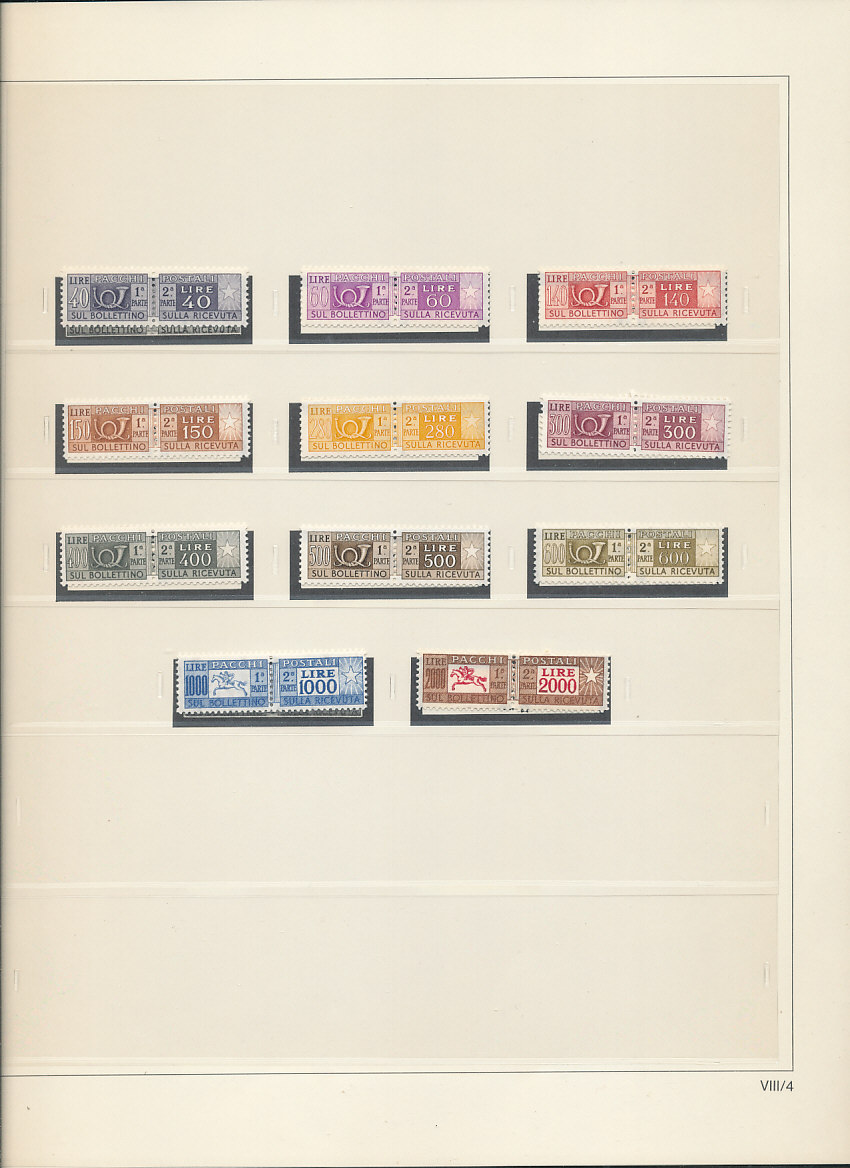 LIRE PACCHI POSTALI
40 1ª PARTE 2ª PARTE LIRE 40
SUL BOLLETTINO SULLA RICEVUTA
SUL BOLLETTINO SULLA RICEVUTA
LIRE PACCHI POSTALI
60 1ª PARTE 2ª PARTE LIRE 60
SUL BOLLETTINO SULLA RICEVUTA
LIRE PACCHI POSTALI
140 1ª PARTE 2ª PARTE LIRE 140
SUL BOLLETTINO SULLA RICEVUTA
LIRE PACCHI POSTALI
150 1ª PARTE 2ª PARTE LIRE 150
SUL BOLLETTINO SULLA RICEVUTA
LIRE PACCHI POSTALI
280 1ª PARTE 2ª PARTE LIRE 280
SUL BOLLETTINO SULLA RICEVUTA
LIRE PACCHI POSTALI
300 1ª PARTE 2ª PARTE LIRE 300
SUL BOLLETTINO SULLA RICEVUTA
LIRE PACCHI POSTALI
400 1ª PARTE 2ª PARTE LIRE 400
SUL BOLLETTINO SULLA RICEVUTA
LIRE PACCHI POSTALI
500 1ª PARTE 2ª PARTE LIRE 500
SUL BOLLETTINO SULLA RICEVUTA
LIRE PACCHI POSTALI
600 1ª PARTE 2ª PARTE LIRE 600
SUL BOLLETTINO SULLA RICEVUTA
LIRE PACCHI POSTALI
1000 1ª PARTE 2ª PARTE LIRE 1000
SUL BOLLETTINO SULLA RICEVUTA
LIRE PACCHI POSTALI
2000 1ª PARTE 2ª PARTE LIRE 2000
SUL BOLLETTINO SULLA RICEVUTA
VIII/4